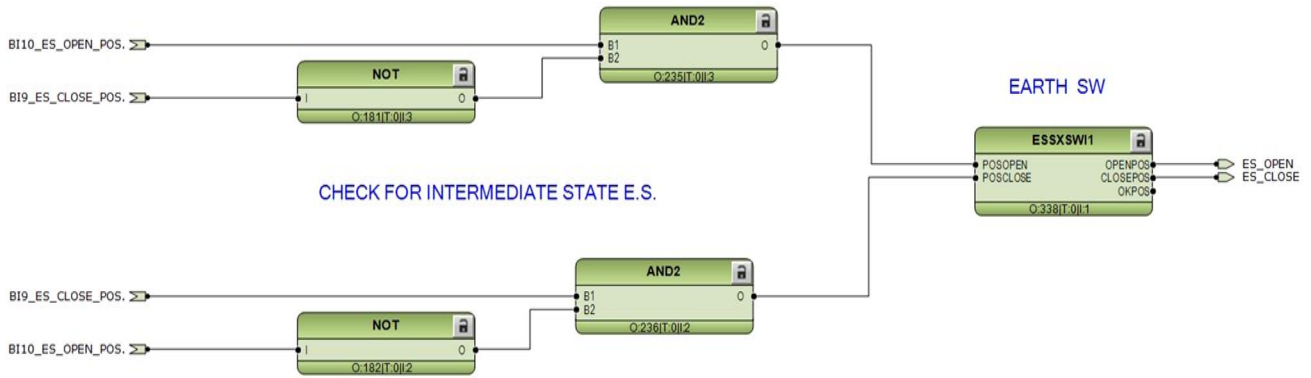 AND2
BI10_ES_OPEN_POS.
B1
O
B2
NOT
O:235|T:0|I:3
BI9_ES_CLOSE_POS.
I
O
O:181|T:0|I:3
EARTH SW
ESSXSWI1
POSOPEN
OPENPOS
ES_OPEN
POSCLOSE
CLOSEPOS
ES_CLOSE
OKPOS
O:338|T:0|I:1
CHECK FOR INTERMEDIATE STATE E.S.
AND2
BI9_ES_CLOSE_POS.
B1
O
B2
NOT
O:236|T:0|I:2
BI10_ES_OPEN_POS.
I
O
O:182|T:0|I:2